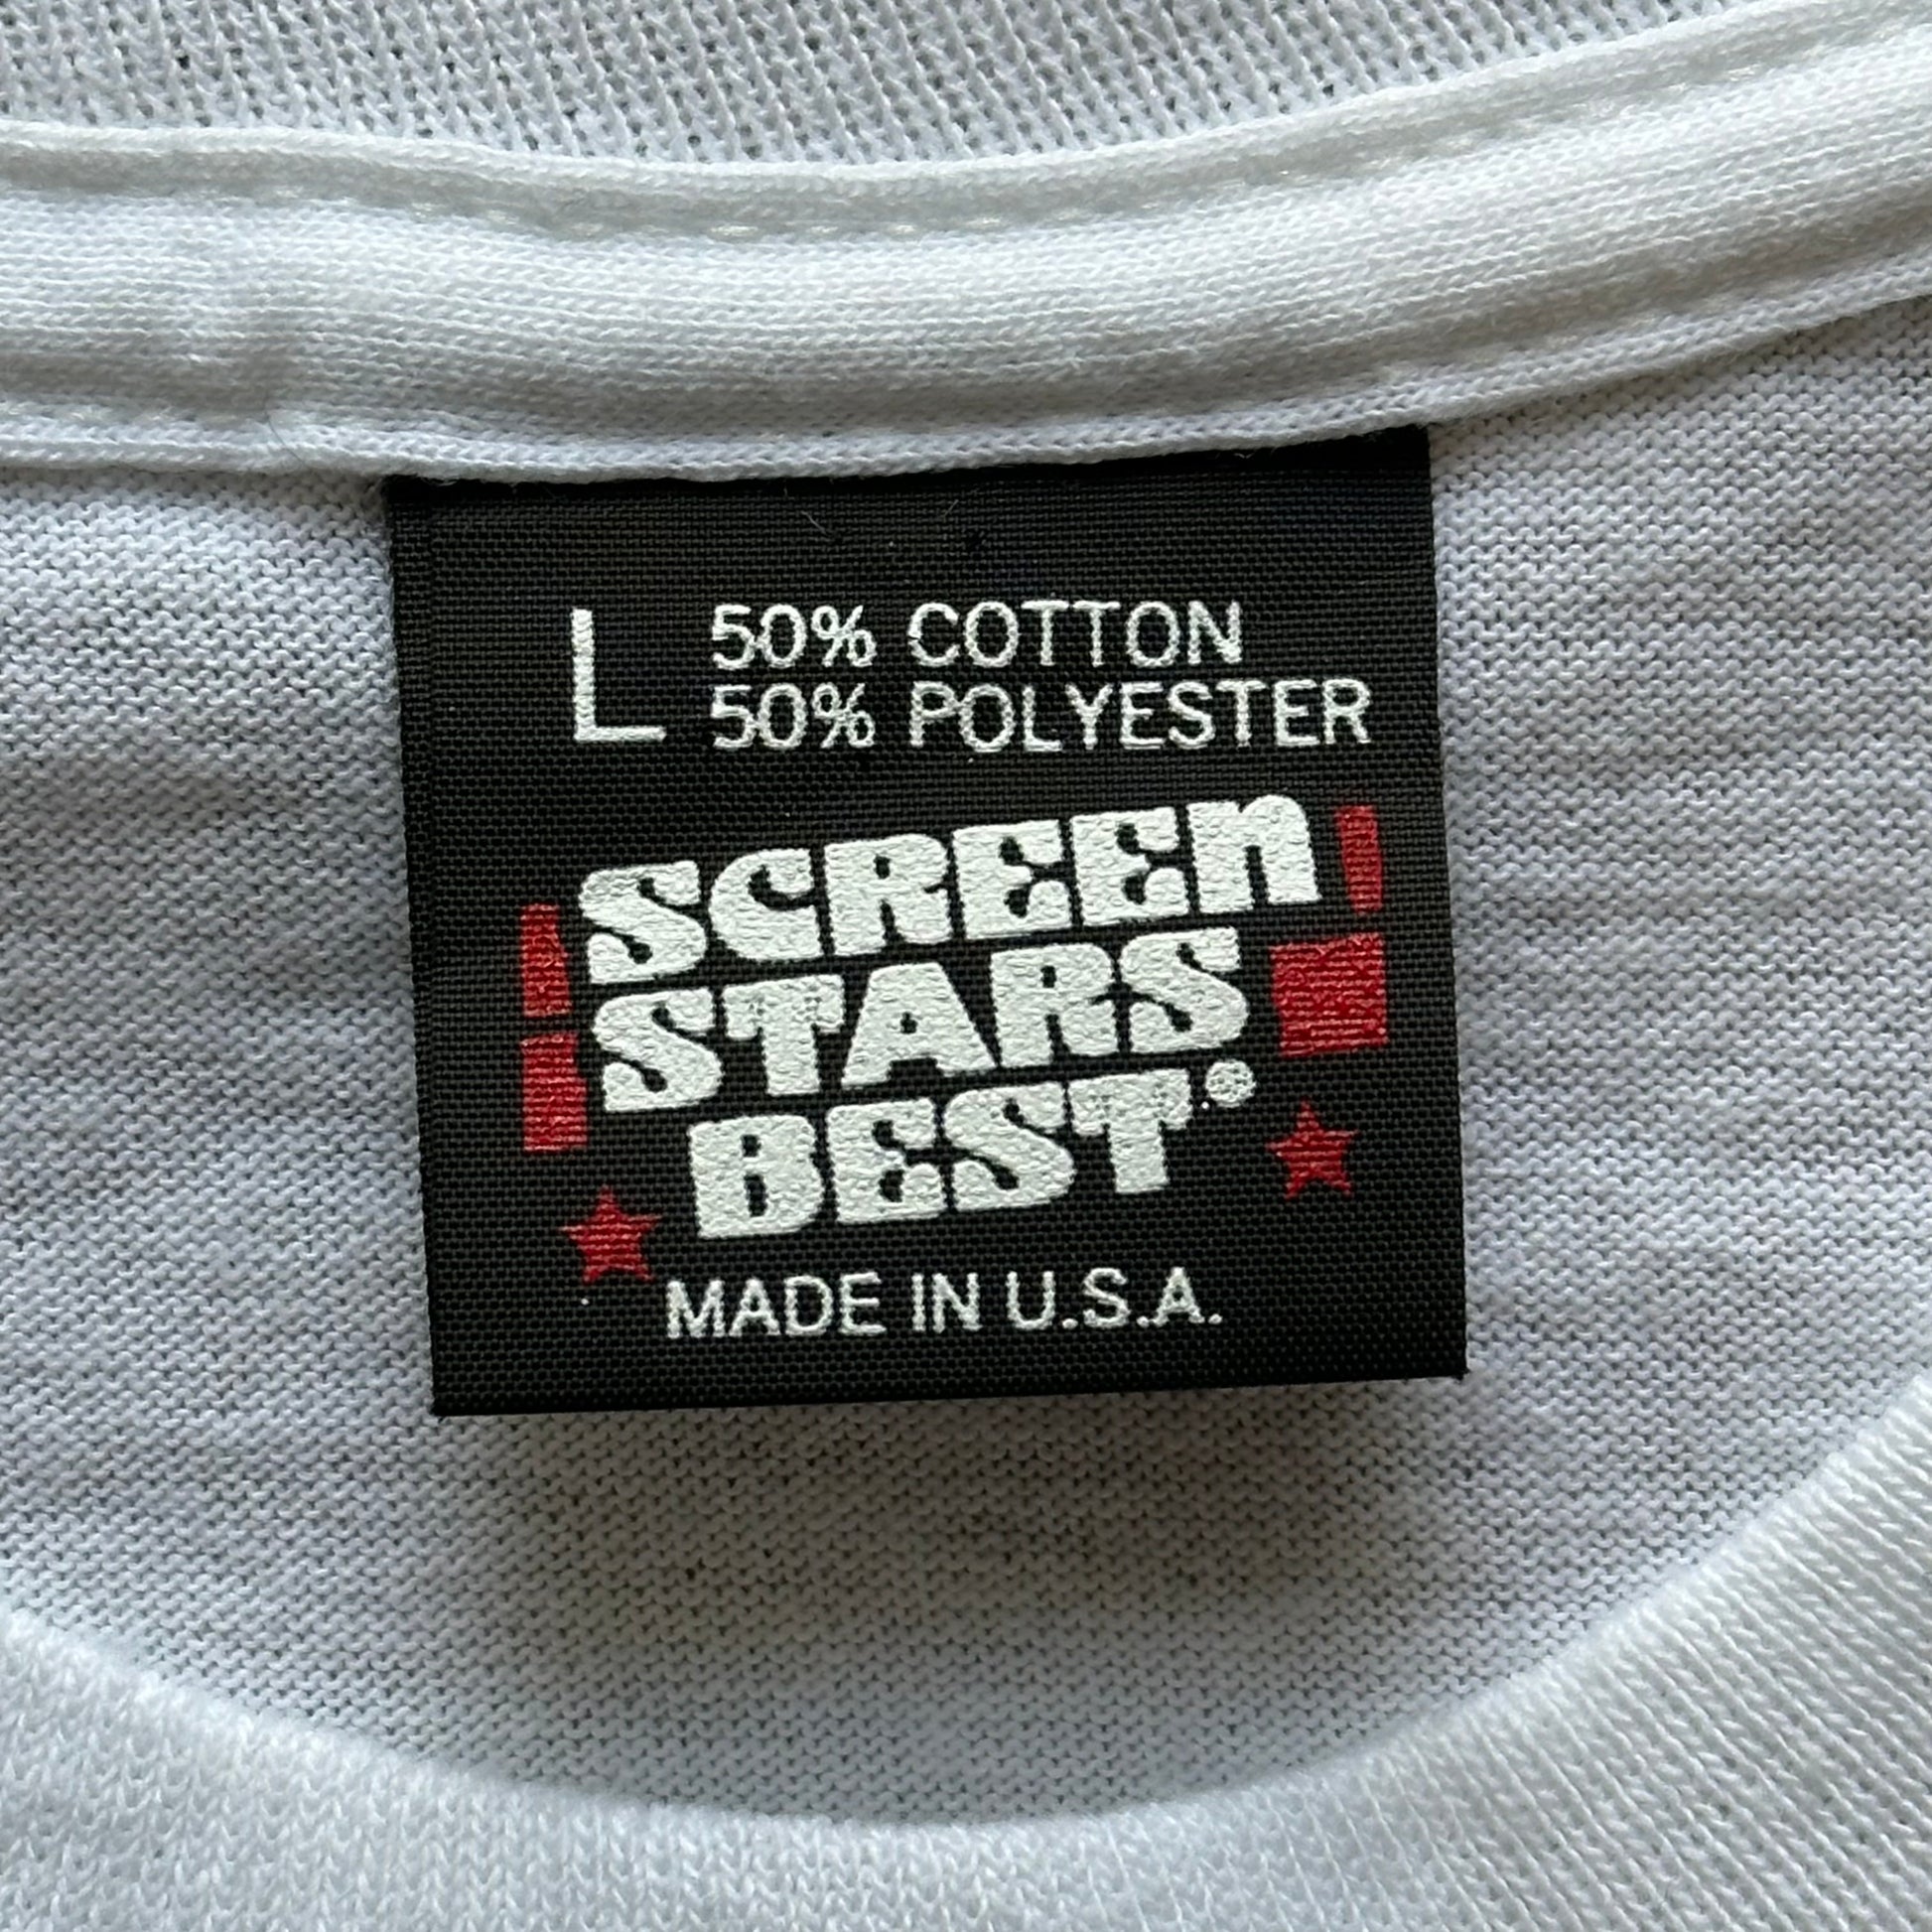 L 50% COTTON
50% POLYESTER
SCREEN
STARS
BEST®
MADE IN U.S.A.